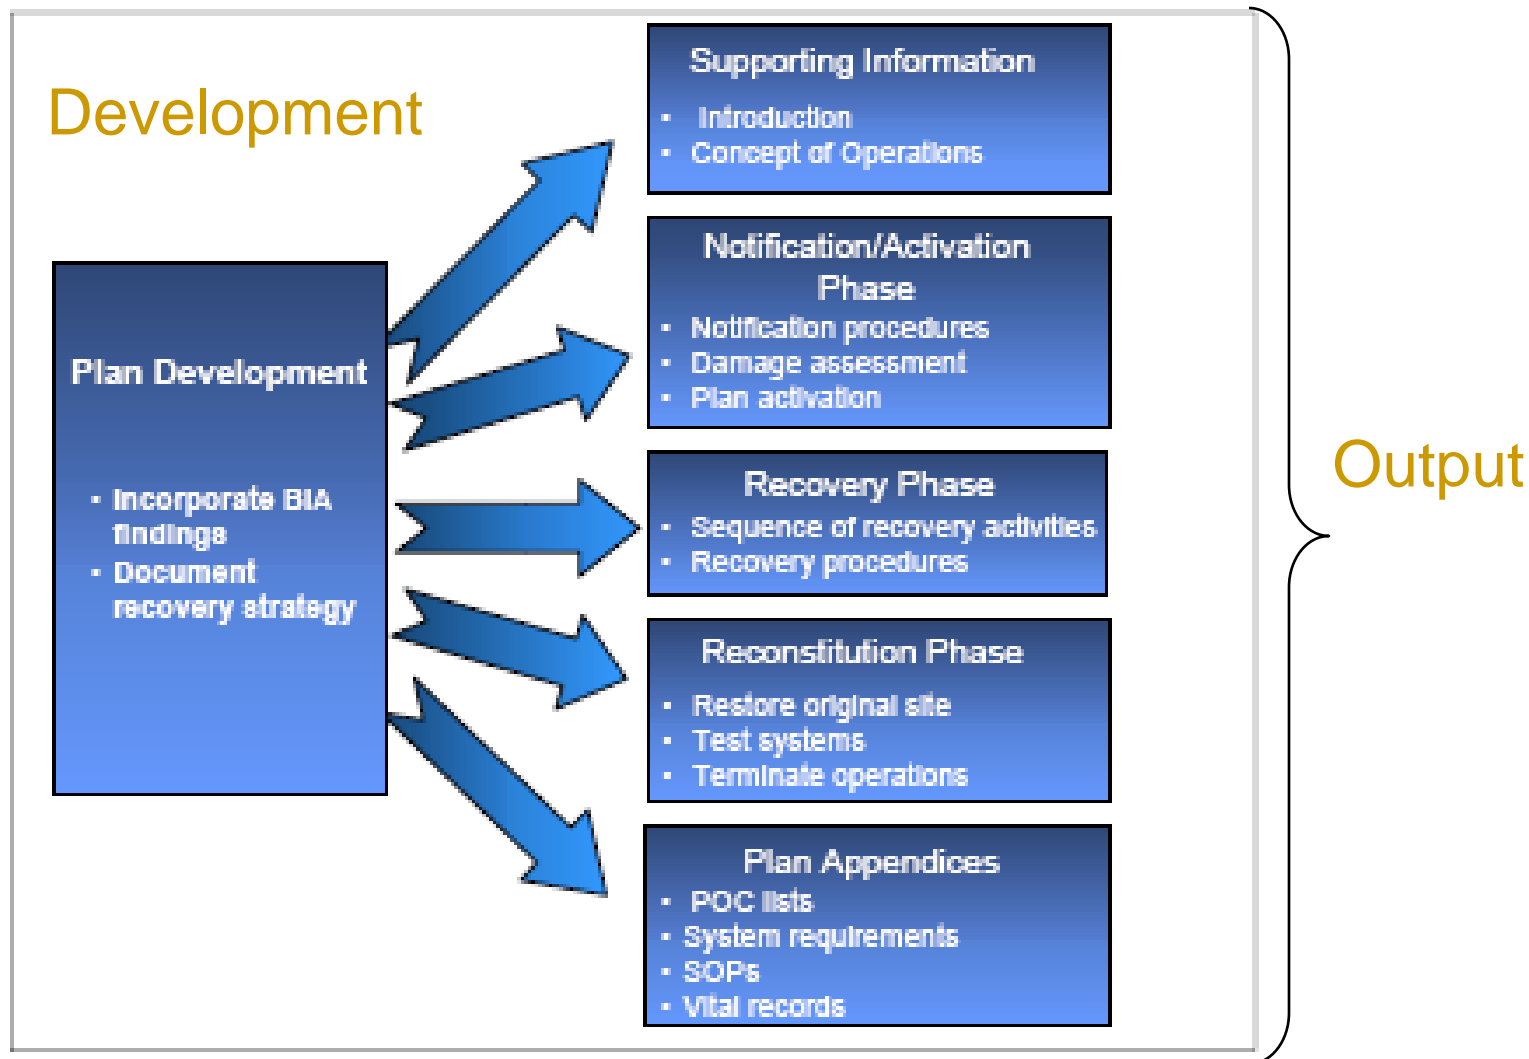 Development
Plan Development
▪ Incorporate BIA
findings
▪ Document
recovery strategy
Supporting Information
▪ Introduction
▪ Concept of Operations
Notification/Activation
Phase
▪ Notification procedures
▪ Damage assessment
▪ Plan activation
Recovery Phase
▪ Sequence of recovery activities
▪ Recovery procedures
Reconstitution Phase
▪ Restore original site
▪ Test systems
▪ Terminate operations
Plan Appendices
▪ POC lists
▪ System requirements
▪ SOPs
▪ Vital records
Output